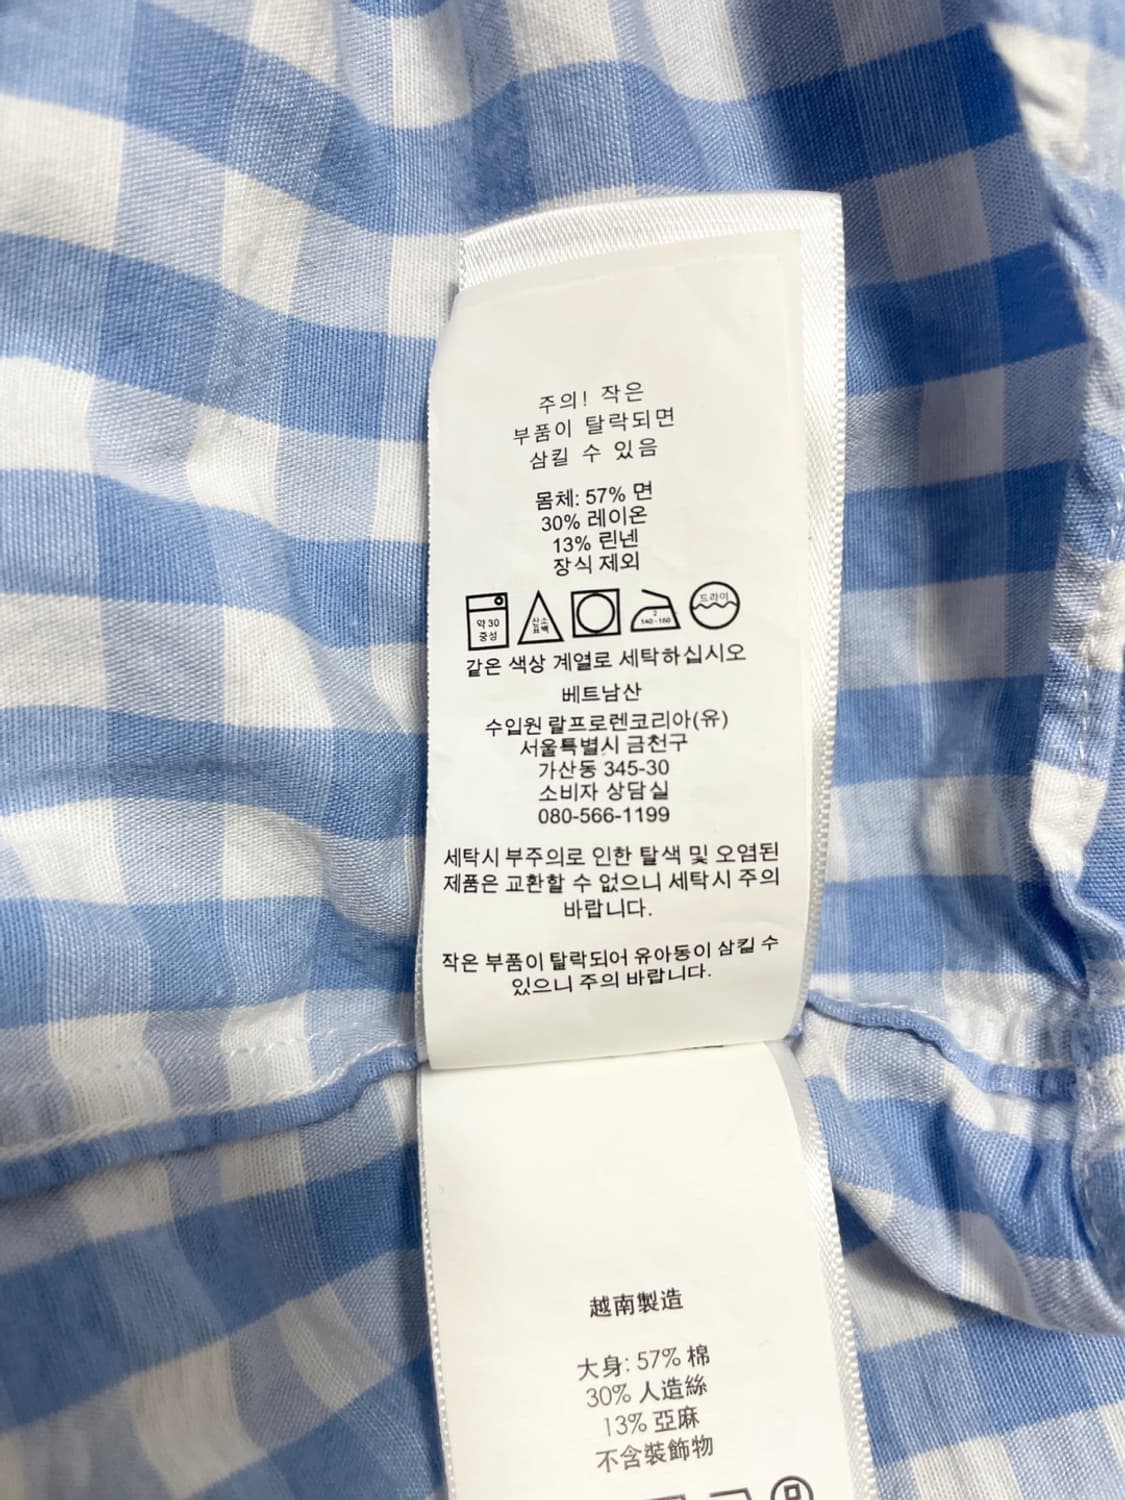 주의! 작은
부품이 탈락되면
삼킬 수 있음
몸체: 57% 면
30% 레이온
13% 린넨
장식 제외
약 30
중성
산소
표백
2
140~160
드라이
같은 색상 계열로 세탁하십시오
베트남산
수입원 랄프로렌코리아(유)
서울특별시 금천구
가산동 345-30
소비자 상담실
080-566-1199
세탁시 부주의로 인한 탈색 및 오염된
제품은 교환할 수 없으니 세탁시 주의
바랍니다.
작은 부품이 탈락되어 유아동이 삼킬 수
있으니 주의 바랍니다.
越南製造
大身: 57% 棉
30% 人造絲
13% 亞麻
不含裝飾物